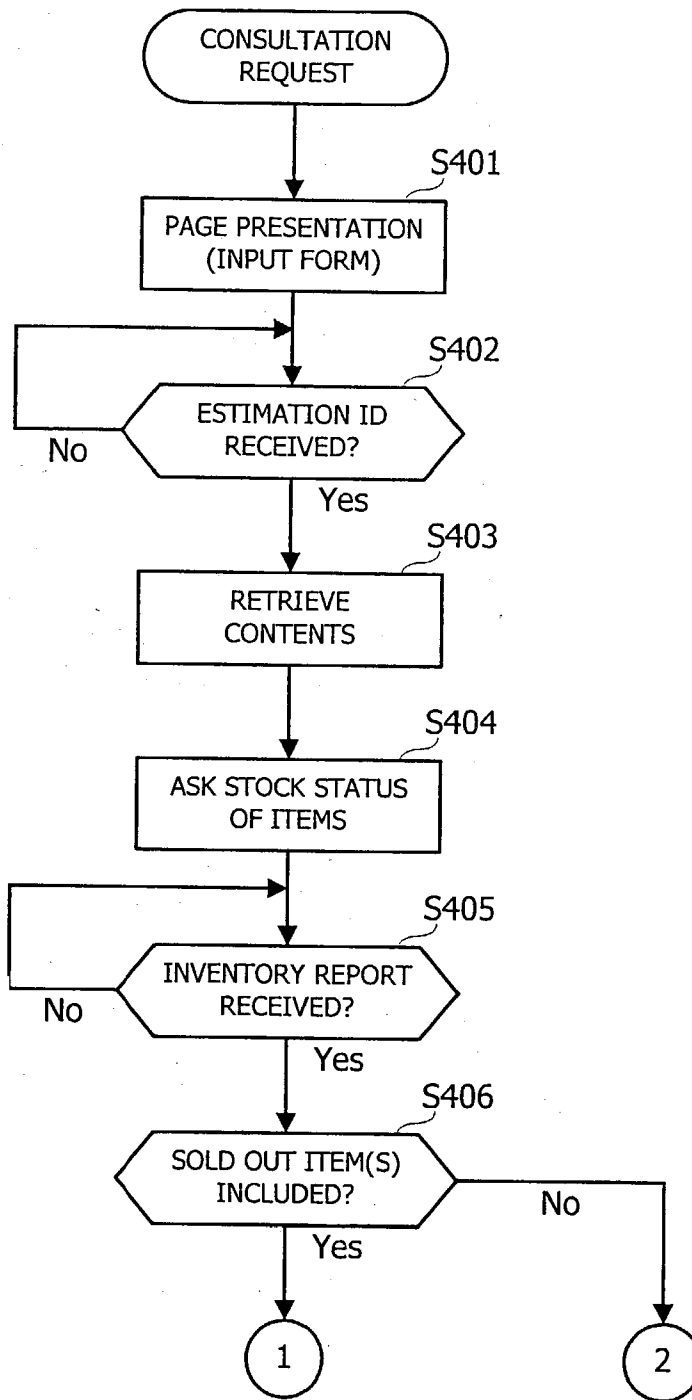 CONSULTATION
REQUEST
S401
PAGE PRESENTATION
(INPUT FORM)
S402
ESTIMATION ID
RECEIVED?
No
Yes
S403
RETRIEVE
CONTENTS
S404
ASK STOCK STATUS
OF ITEMS
S405
INVENTORY REPORT
RECEIVED?
No
Yes
S406
SOLD OUT ITEM(S)
INCLUDED?
No
Yes
1
2